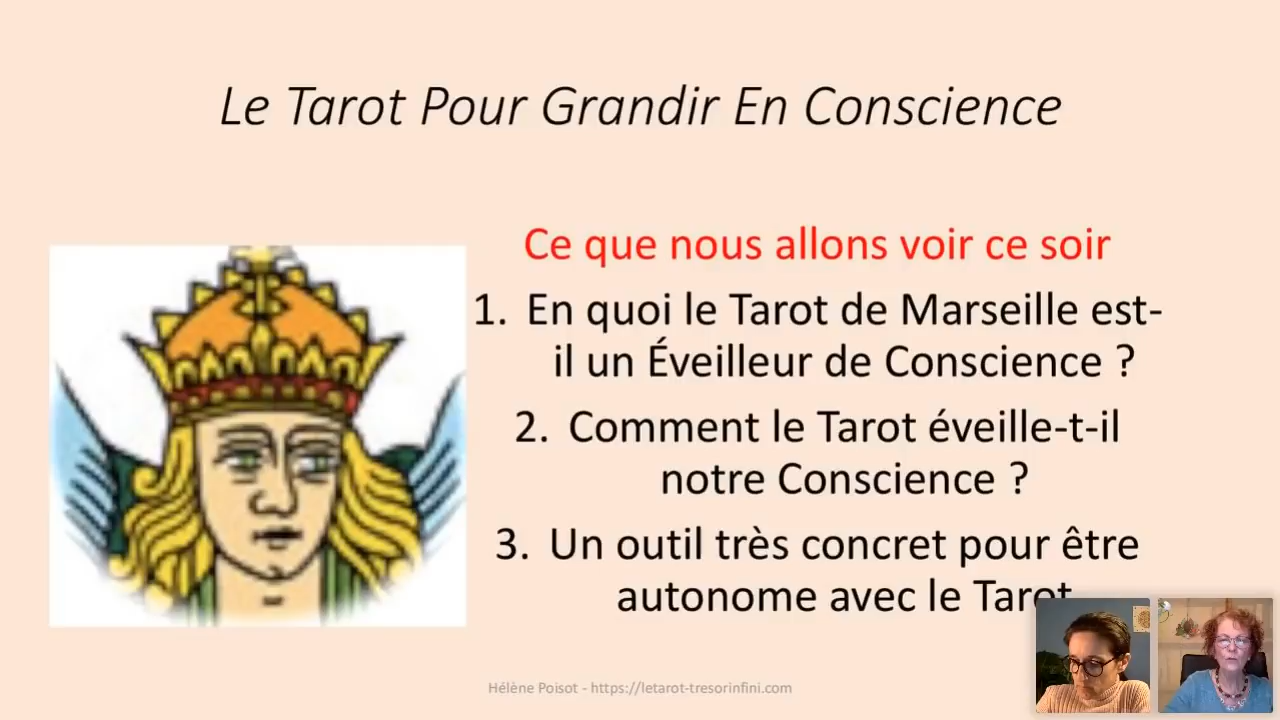 Le Tarot Pour Grandir En Conscience
Ce que nous allons voir ce soir
1. En quoi le Tarot de Marseille est-
il un Éveilleur de Conscience ?
2. Comment le Tarot éveille-t-il
notre Conscience ?
3. Un outil très concret pour être
autonome avec le Tarot
Hélène Poisot - https://letarot-tresorinfini.com